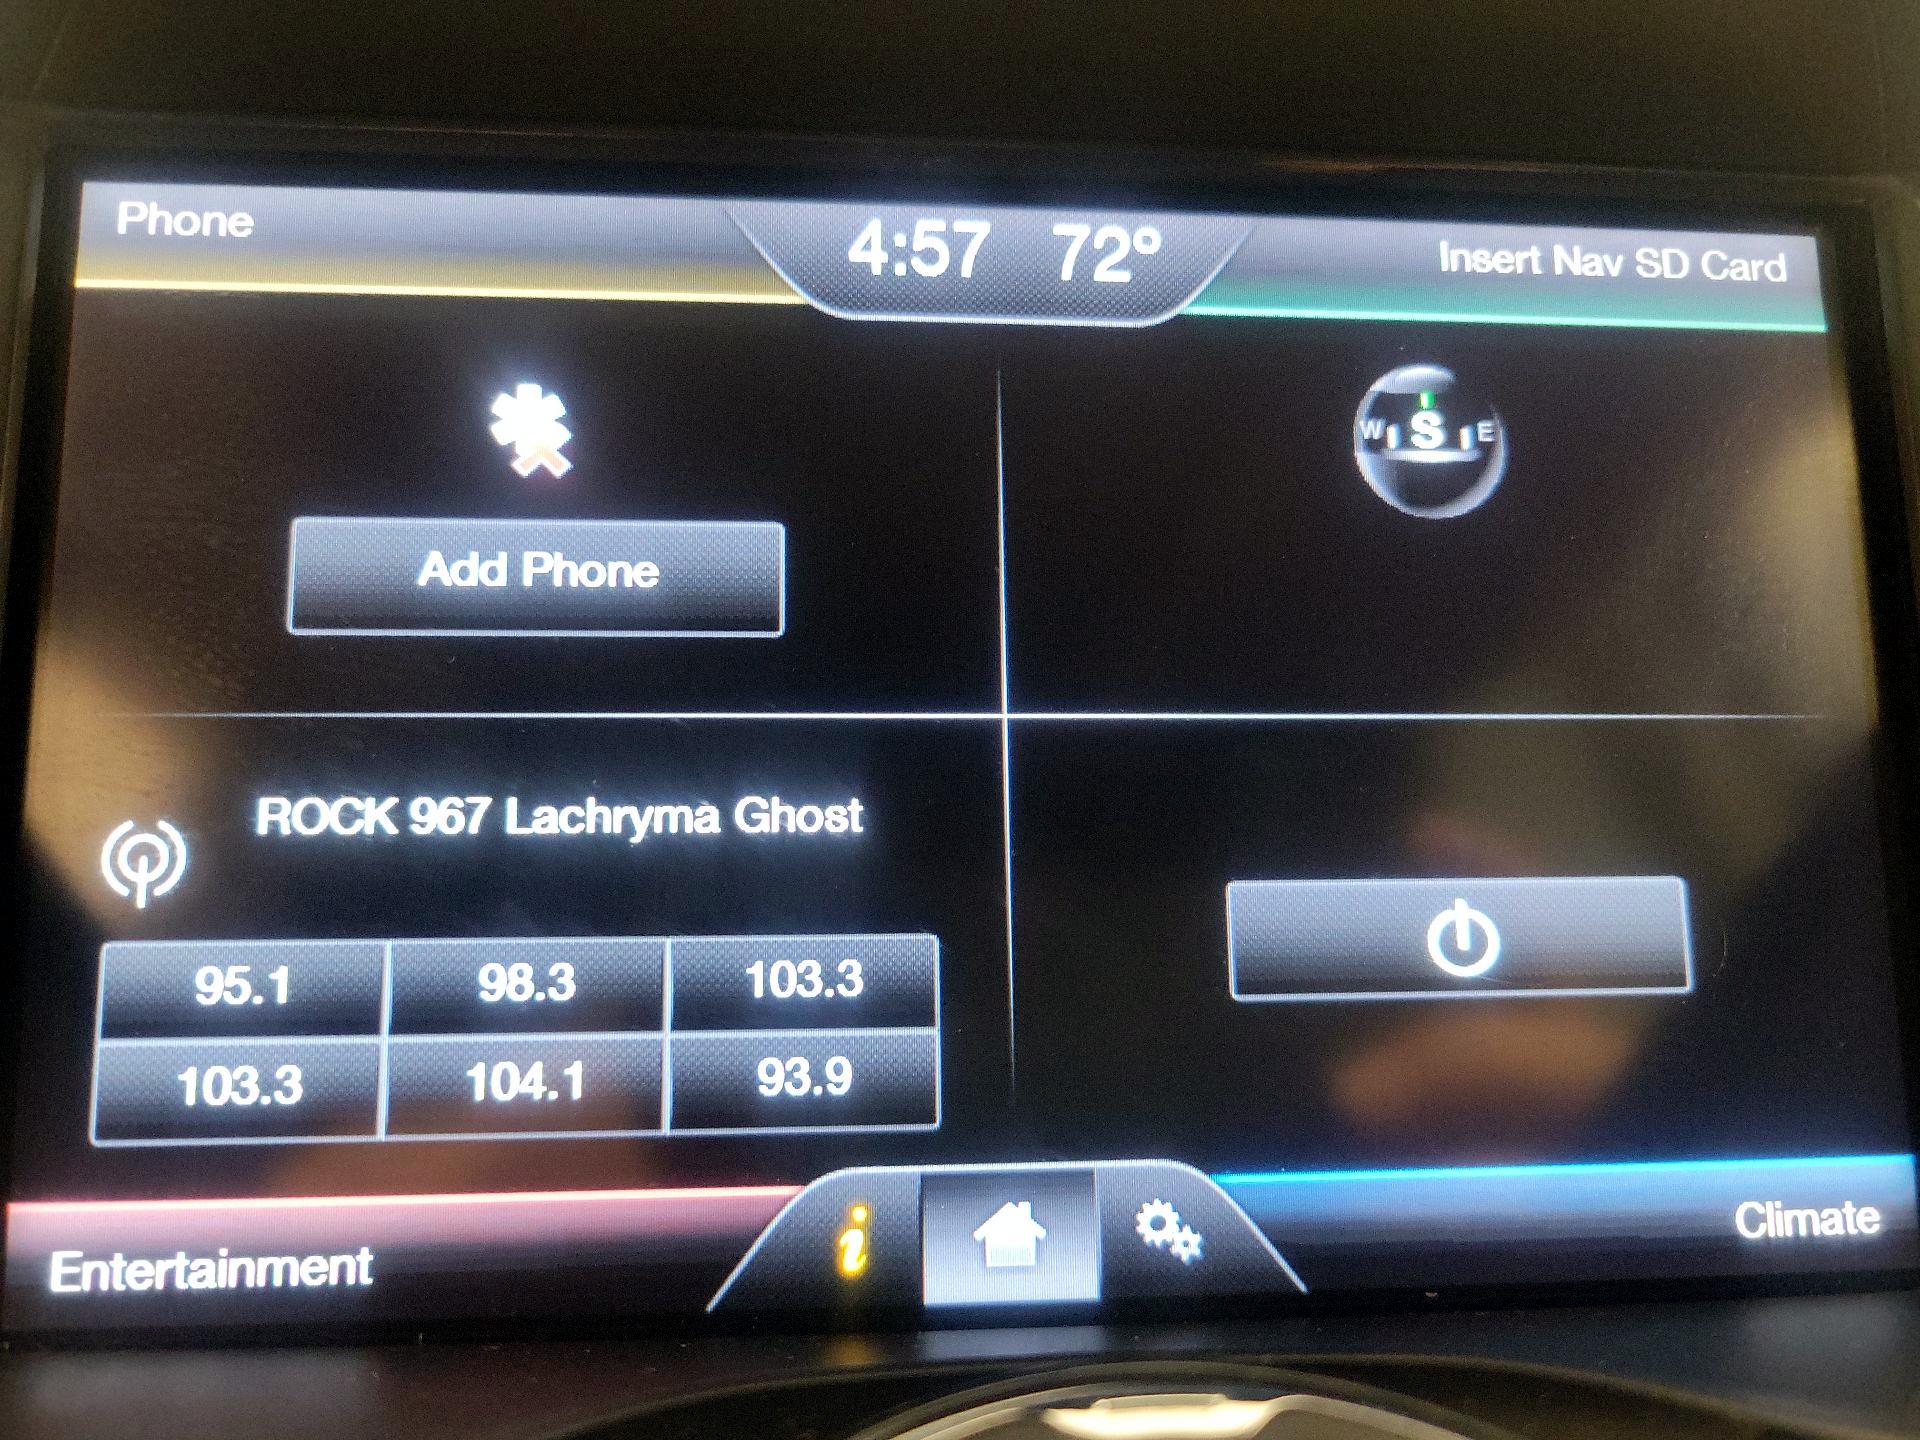 Phone
4:57 72°
Insert Nav SD Card
W S E
Add Phone
ROCK 967 Lachryma Ghost
95.1 98.3 103.3
103.3 104.1 93.9
Entertainment
i
Climate